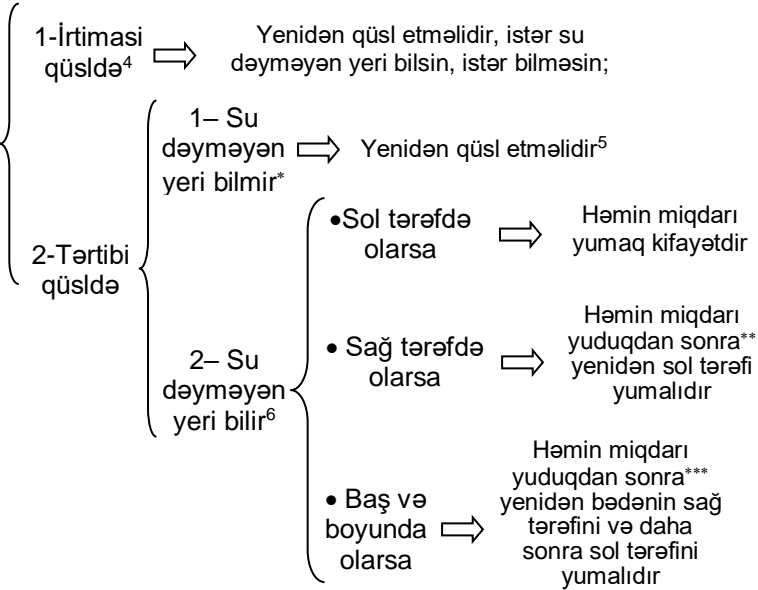 1-İrtimasi
qüsldə⁴
Yenidən qüsl etməlidir, istər su
dəyməyən yeri bilsin, istər bilməsin;
2-Tərtibi
qüsldə
1– Su
dəyməyən
yeri bilmir*
Yenidən qüsl etməlidir⁵
2– Su
dəyməyən
yeri bilir⁶
•Sol tərəfdə
olarsa
Həmin miqdarı
yumaq kifayətdir
• Sağ tərəfdə
olarsa
Həmin miqdarı
yuduqdan sonra**
yenidən sol tərəfi
yumalıdır
• Baş və
boyunda
olarsa
Həmin miqdarı
yuduqdan sonra***
yenidən bədənin sağ
tərəfini və daha
sonra sol tərəfini
yumalıdır